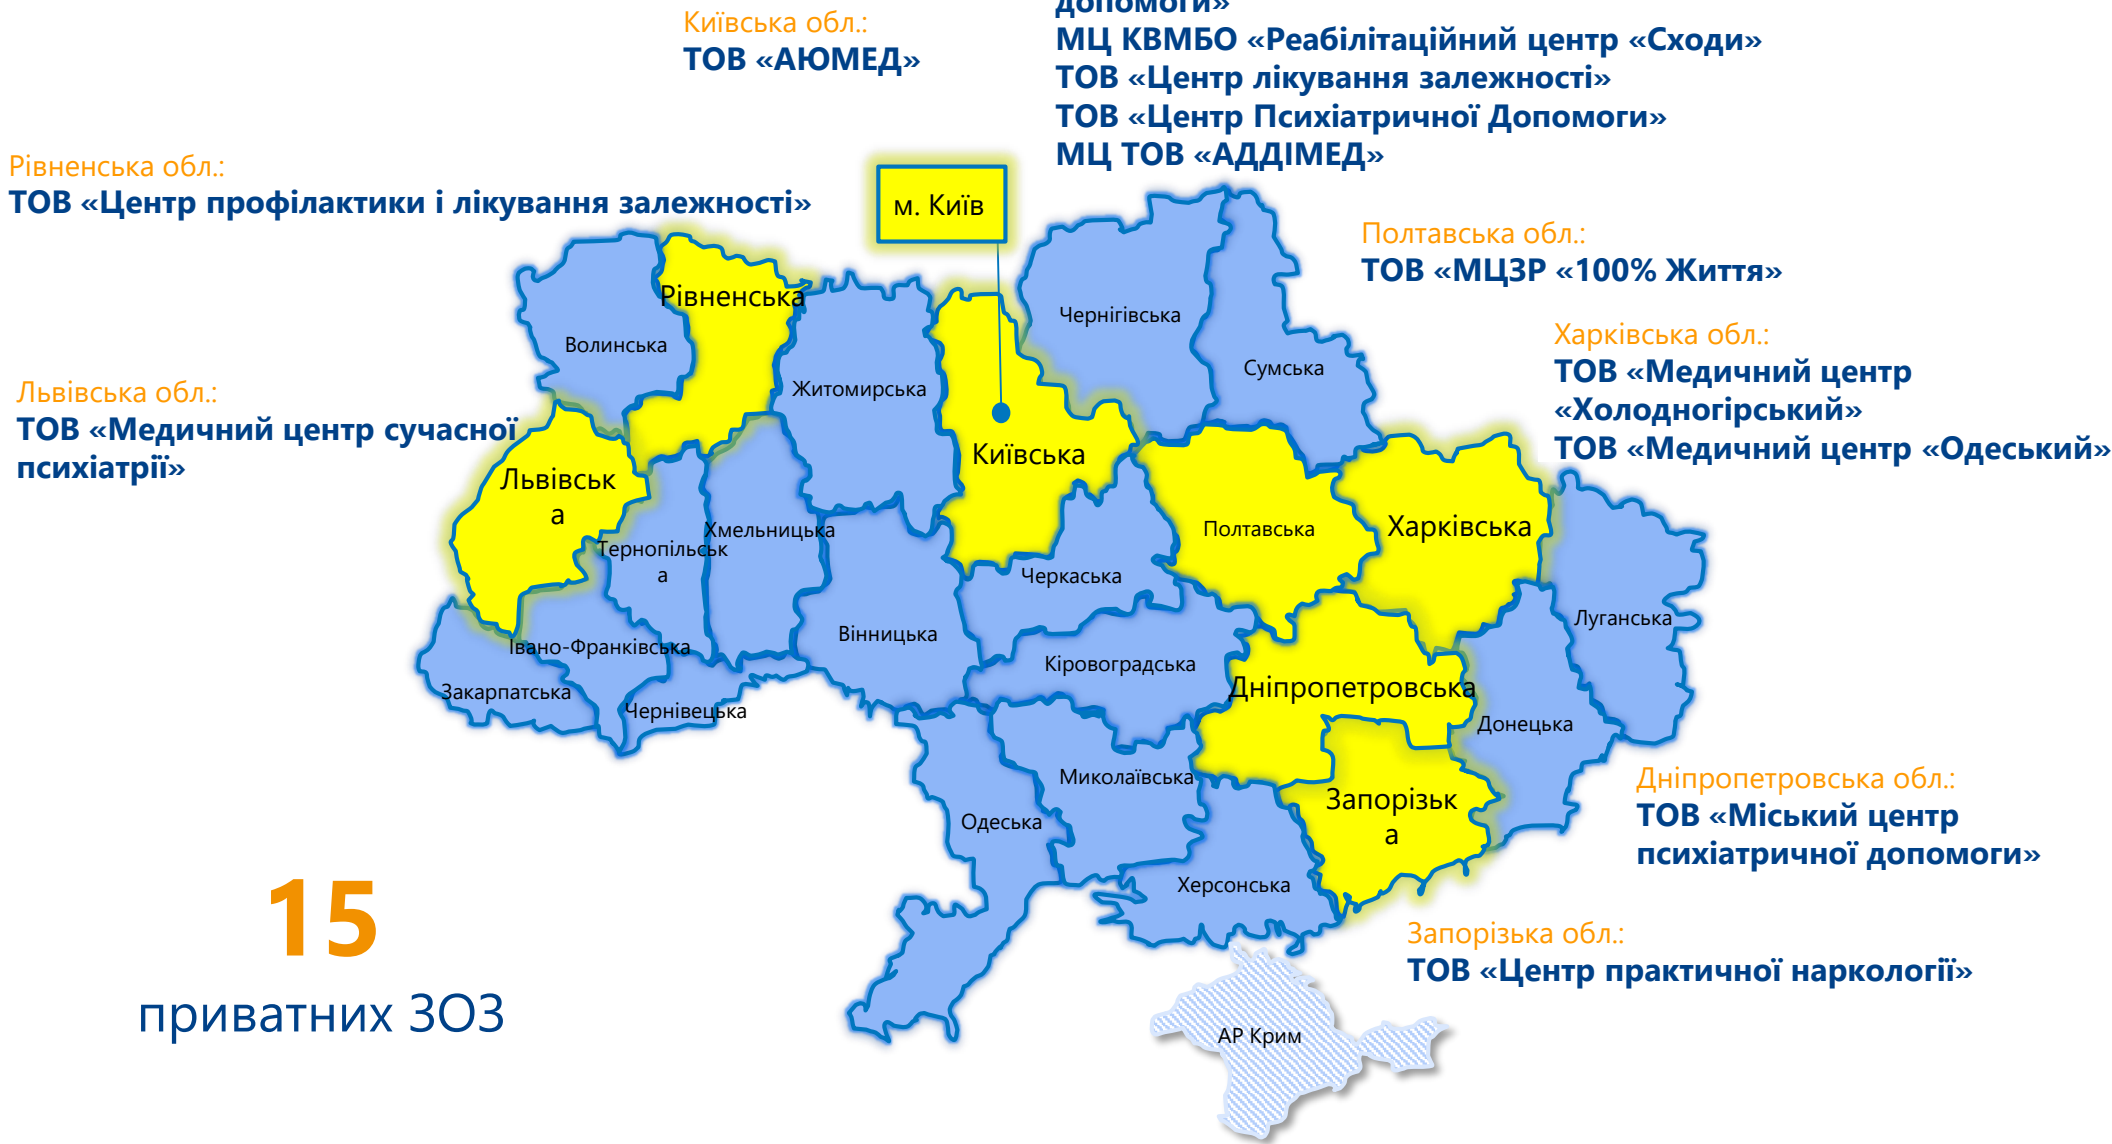 допомоги»
МЦ КВМБО «Реабілітаційний центр «Сходи»
ТОВ «Центр лікування залежності»
ТОВ «Центр Психіатричної Допомоги»
МЦ ТОВ «АДДІМЕД»
Київська обл.:
ТОВ «АЮМЕД»
Рівненська обл.:
ТОВ «Центр профілактики і лікування залежності»
м. Київ
Полтавська обл.:
ТОВ «МЦЗР «100% Життя»
Харківська обл.:
ТОВ «Медичний центр
«Холодногірський»
ТОВ «Медичний центр «Одеський»
Львівська обл.:
ТОВ «Медичний центр сучасної
психіатрії»
Рівненська
Волинська
Житомирська
Чернігівська
Сумська
Київська
Львівськ
а
Тернопільськ
а
Хмельницька
Полтавська
Харківська
Черкаська
Луганська
Вінницька
Івано-Франківська
Кіровоградська
Закарпатська
Чернівецька
Дніпропетровська
Донецька
Миколаївська
Запорізьк
а
Одеська
Херсонська
АР Крим
Дніпропетровська обл.:
ТОВ «Міський центр
психіатричної допомоги»
Запорізька обл.:
ТОВ «Центр практичної наркології»
15
приватних ЗОЗ